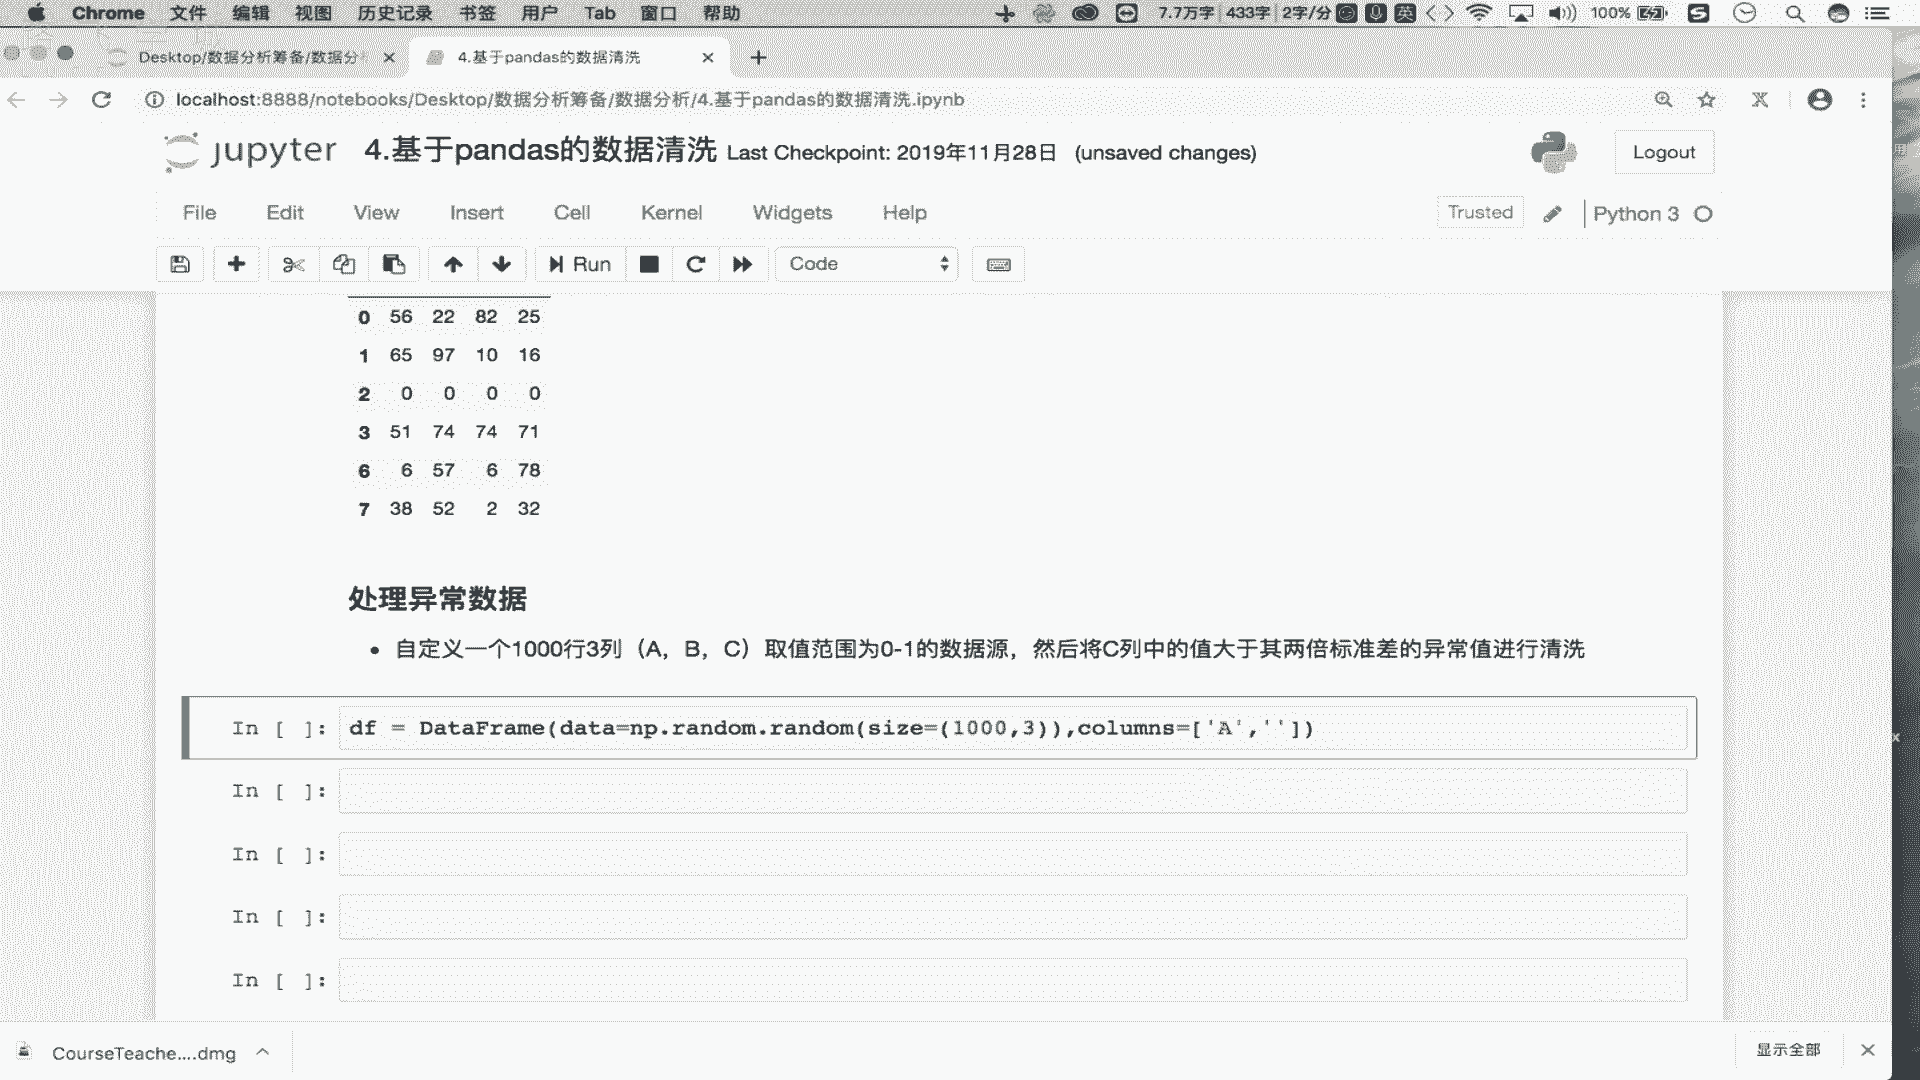 Chrome 文件 编辑 视图 历史记录 书签 用户 Tab 窗口 帮助 7.7万字 433字 2字/分 英 100%
Desktop/数据分析筹备/数据分 4.基于pandas的数据清洗
localhost:8888/notebooks/Desktop/数据分析筹备/数据分析/4.基于pandas的数据清洗.ipynb
jupyter 4.基于pandas的数据清洗 Last Checkpoint: 2019年11月28日 (unsaved changes) Logout
File Edit View Insert Cell Kernel Widgets Help Trusted Python 3
Run Code
0 56 22 82 25
1 65 97 10 16
2 0 0 0 0
3 51 74 74 71
6 6 57 6 78
7 38 52 2 32
处理异常数据
• 自定义一个1000行3列（A，B，C）取值范围为0-1的数据源，然后将C列中的值大于其两倍标准差的异常值进行清洗
In [ ]: df = DataFrame(data=np.random.random(size=(1000,3)),columns=['A',''])
In [ ]:
In [ ]:
In [ ]:
In [ ]:
CourseTeache....dmg 显示全部